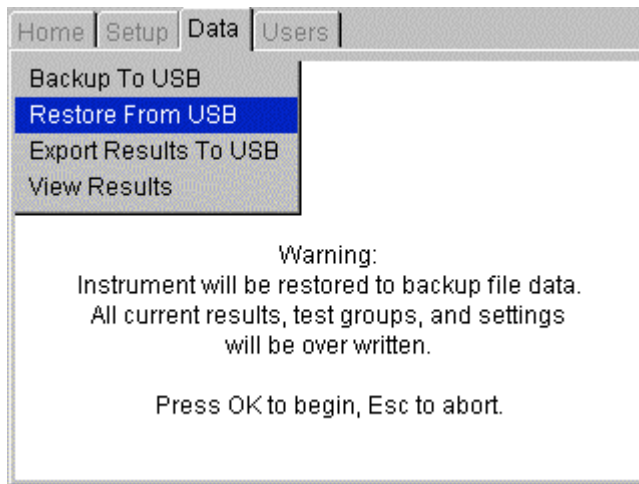 Home Setup Data Users
Backup To USB
Restore From USB
Export Results To USB
View Results
Warning:
Instrument will be restored to backup file data.
All current results, test groups, and settings
will be over written.
Press OK to begin, Esc to abort.